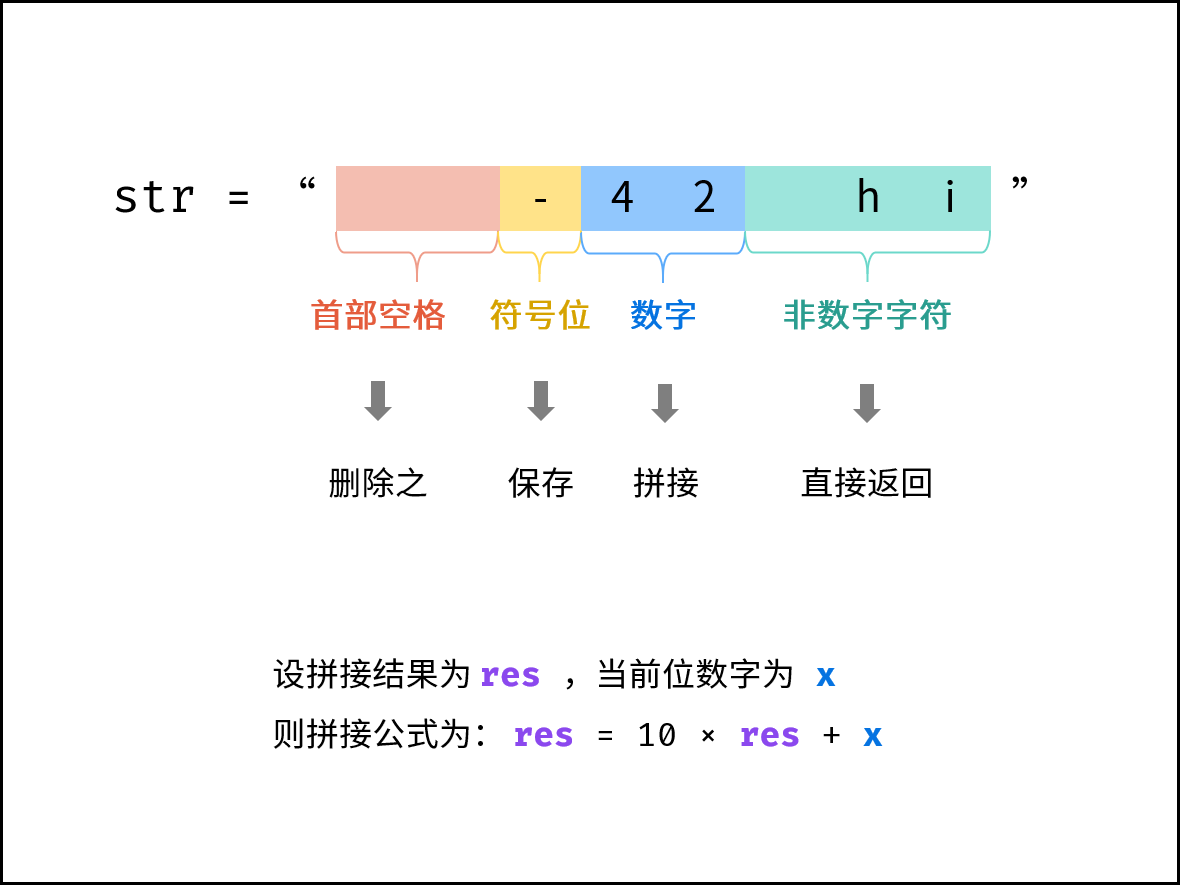 str = “ - 4 2 h i ”
首部空格 符号位 数字 非数字字符
删除之 保存 拼接 直接返回
设拼接结果为 res ，当前位数字为 x
则拼接公式为： res = 10 × res + x